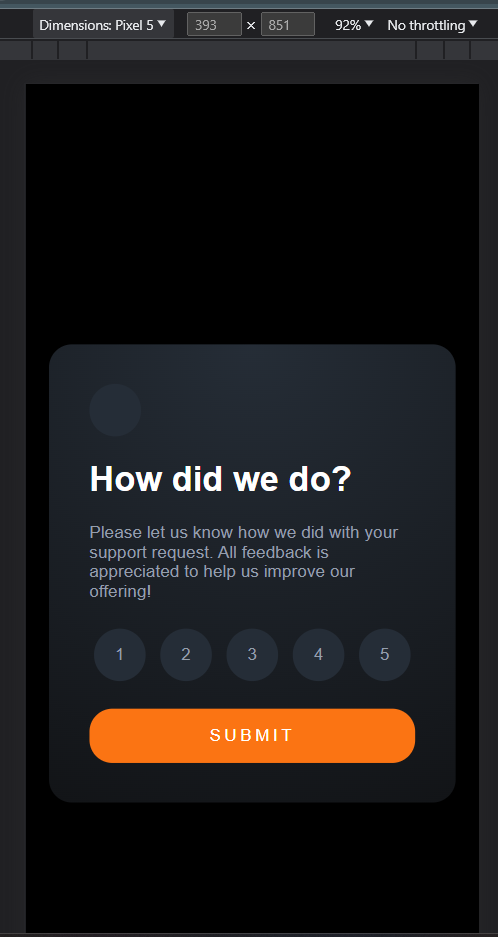 Dimensions: Pixel 5 393 × 851 92% No throttling
How did we do?
Please let us know how we did with your
support request. All feedback is
appreciated to help us improve our
offering!
1 2 3 4 5
SUBMIT